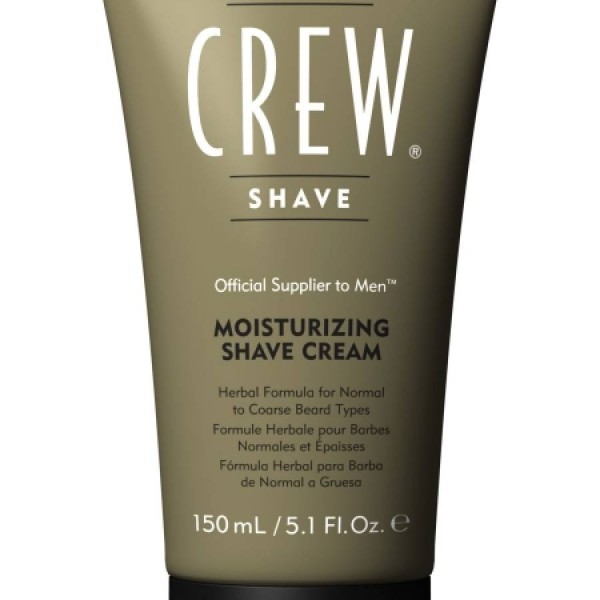 CREW®
SHAVE
Official Supplier to Men™
MOISTURIZING
SHAVE CREAM
Herbal Formula for Normal
to Coarse Beard Types
Formule Herbale pour Barbes
Normales et Épaisses
Fórmula Herbal para Barba
de Normal a Gruesa
150 mL / 5.1 Fl.Oz. ℮